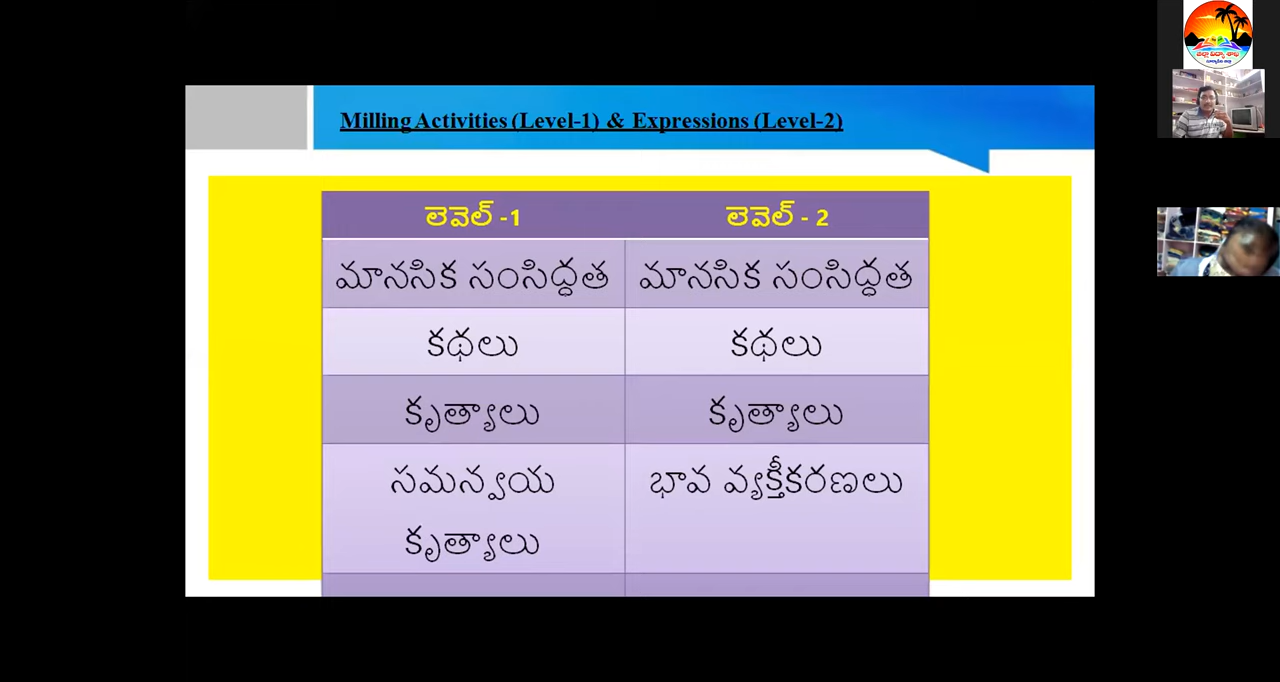 Milling Activities (Level-1) & Expressions (Level-2)
లెవెల్ -1 లెవెల్ - 2
మానసిక సంసిద్ధత మానసిక సంసిద్ధత
కథలు కథలు
కృత్యాలు కృత్యాలు
సమన్వయ భావ వ్యక్తీకరణలు
కృత్యాలు
జిల్లా విద్యా శాఖ
సూర్యాపేట జిల్లా